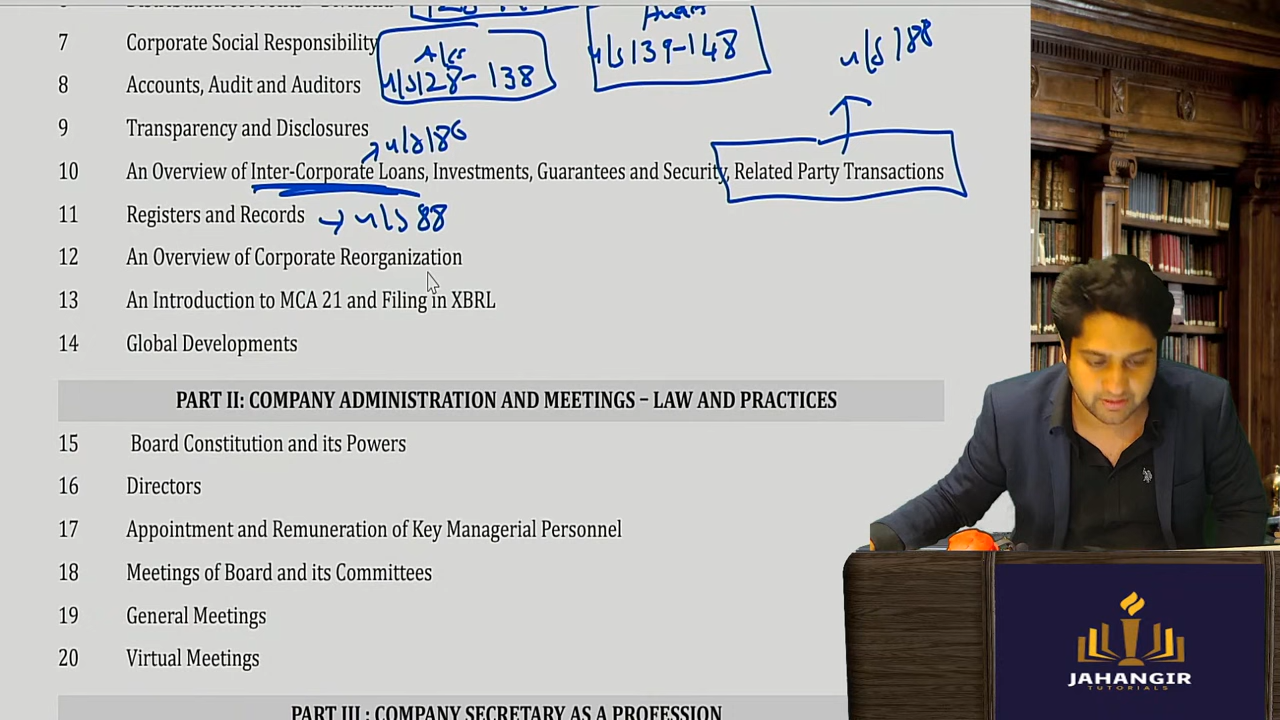 7 Corporate Social Responsibility
A/cs
u/s 128 - 138
u/s 139-148
u/s 188
8 Accounts, Audit and Auditors
9 Transparency and Disclosures
→ u/s 186
10 An Overview of Inter-Corporate Loans, Investments, Guarantees and Security, Related Party Transactions
11 Registers and Records → u/s 88
12 An Overview of Corporate Reorganization
13 An Introduction to MCA 21 and Filing in XBRL
14 Global Developments
PART II: COMPANY ADMINISTRATION AND MEETINGS – LAW AND PRACTICES
15 Board Constitution and its Powers
16 Directors
17 Appointment and Remuneration of Key Managerial Personnel
18 Meetings of Board and its Committees
19 General Meetings
20 Virtual Meetings
PART III : COMPANY SECRETARY AS A PROFESSION
JAHANGIR
TUTORIALS